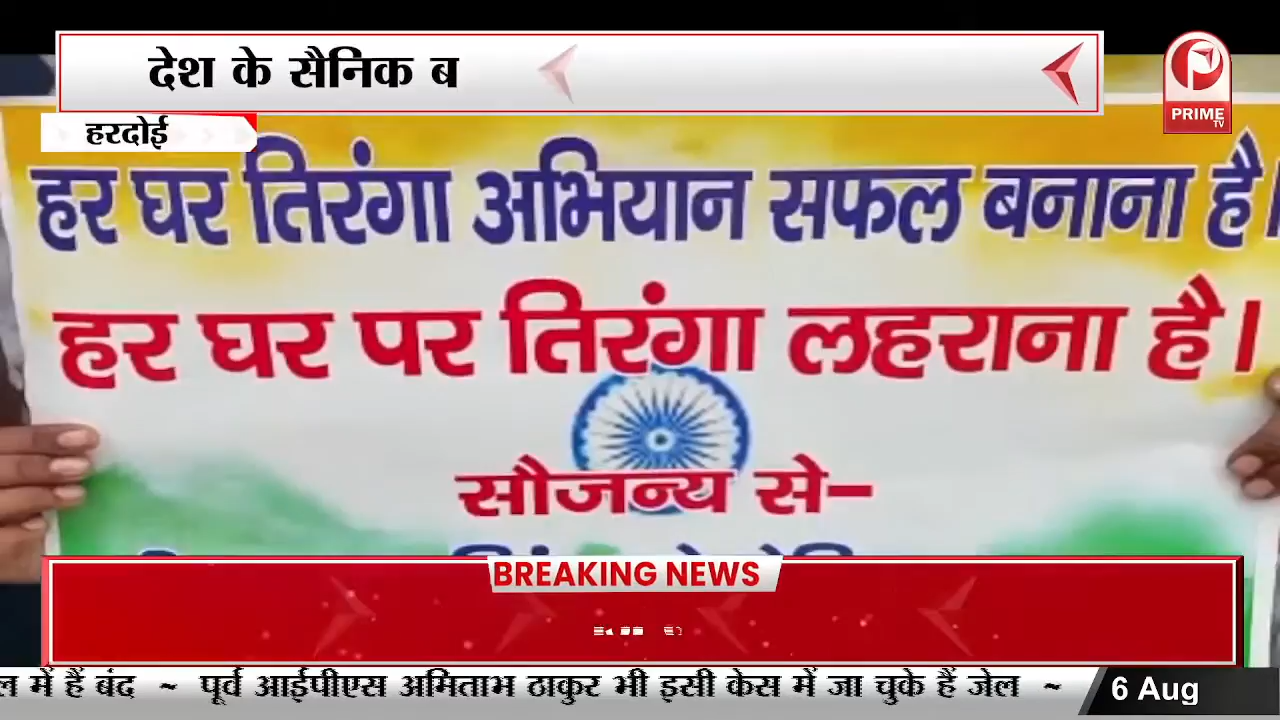 देश के सैनिक ब
PRIME
TV
हरदोई
हर घर तिरंगा अभियान सफल बनाना है।
हर घर पर तिरंगा लहराना है।
सौजन्य से–
BREAKING NEWS
ल में हैं बंद ~ पूर्व आईपीएस अमिताभ ठाकुर भी इसी केस में जा चुके हैं जेल ~
6 Aug